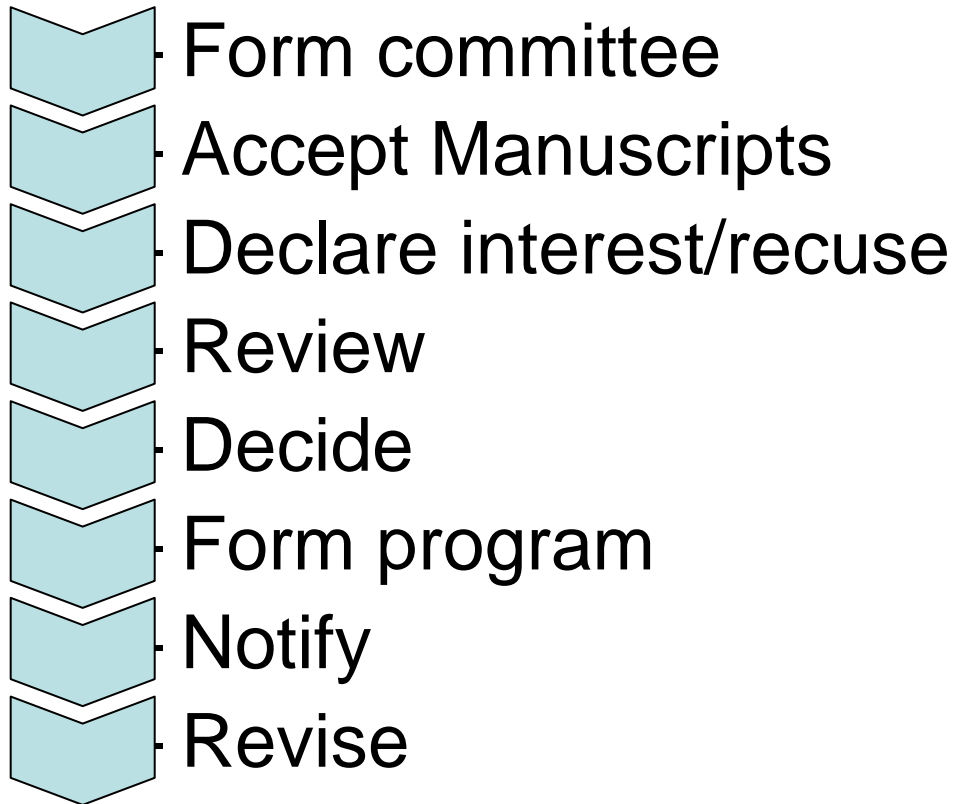 Form committee
Accept Manuscripts
Declare interest/recuse
Review
Decide
Form program
Notify
Revise